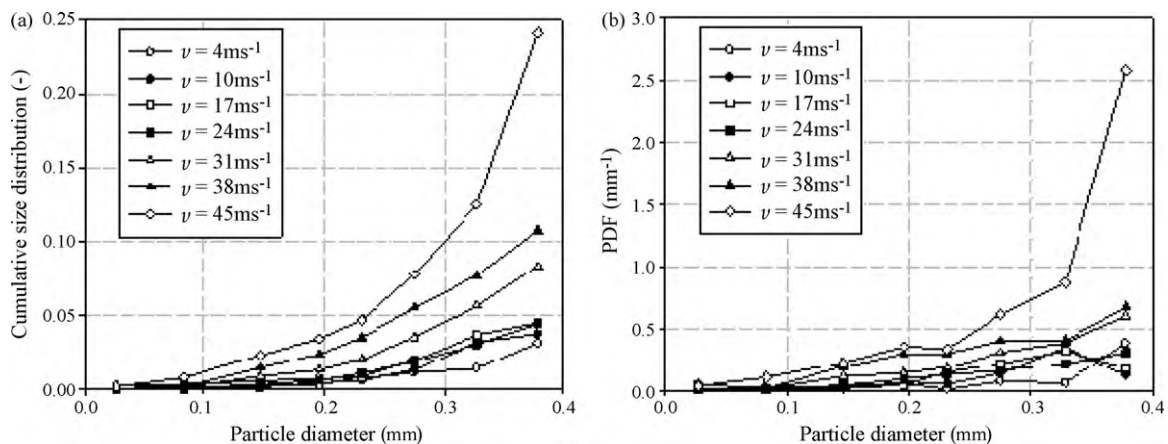 (a)
Cumulative size distribution (-)
0.25
0.20
0.15
0.10
0.05
0.00
ν = 4ms⁻¹
ν = 10ms⁻¹
ν = 17ms⁻¹
ν = 24ms⁻¹
ν = 31ms⁻¹
ν = 38ms⁻¹
ν = 45ms⁻¹
0.0 0.1 0.2 0.3 0.4
Particle diameter (mm)
(b)
PDF (mm⁻¹)
3.0
2.5
2.0
1.5
1.0
0.5
0.0
ν = 4ms⁻¹
ν = 10ms⁻¹
ν = 17ms⁻¹
ν = 24ms⁻¹
ν = 31ms⁻¹
ν = 38ms⁻¹
ν = 45ms⁻¹
0.0 0.1 0.2 0.3 0.4
Particle diameter (mm)